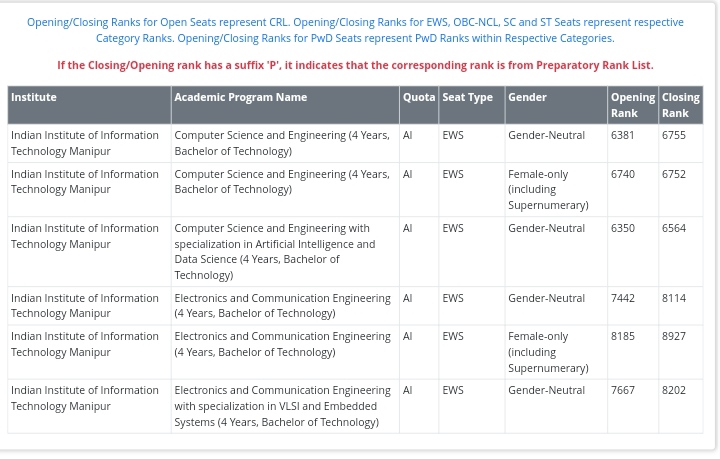 Opening/Closing Ranks for Open Seats represent CRL. Opening/Closing Ranks for EWS, OBC-NCL, SC and ST Seats represent respective
Category Ranks. Opening/Closing Ranks for PwD Seats represent PwD Ranks within Respective Categories.
If the Closing/Opening rank has a suffix 'P', it indicates that the corresponding rank is from Preparatory Rank List.
Institute Academic Program Name Quota Seat Type Gender Opening Closing
Rank Rank
Indian Institute of Information Computer Science and Engineering (4 Years, AI EWS Gender-Neutral 6381 6755
Technology Manipur Bachelor of Technology)
Indian Institute of Information Computer Science and Engineering (4 Years, AI EWS Female-only 6740 6752
Technology Manipur Bachelor of Technology) (including
Supernumerary)
Indian Institute of Information Computer Science and Engineering with AI EWS Gender-Neutral 6350 6564
Technology Manipur specialization in Artificial Intelligence and
Data Science (4 Years, Bachelor of
Technology)
Indian Institute of Information Electronics and Communication Engineering AI EWS Gender-Neutral 7442 8114
Technology Manipur (4 Years, Bachelor of Technology)
Indian Institute of Information Electronics and Communication Engineering AI EWS Female-only 8185 8927
Technology Manipur (4 Years, Bachelor of Technology) (including
Supernumerary)
Indian Institute of Information Electronics and Communication Engineering AI EWS Gender-Neutral 7667 8202
Technology Manipur with specialization in VLSI and Embedded
Systems (4 Years, Bachelor of Technology)